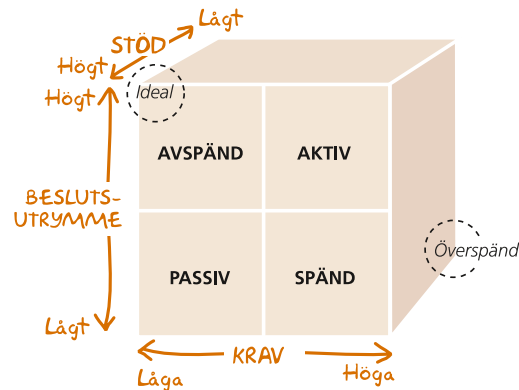 Lågt
STÖD
Högt
Högt
Ideal
AVSPÄND
AKTIV
BESLUTS-
UTRYMME
Överspänd
PASSIV
SPÄND
Lågt
KRAV
Låga
Höga